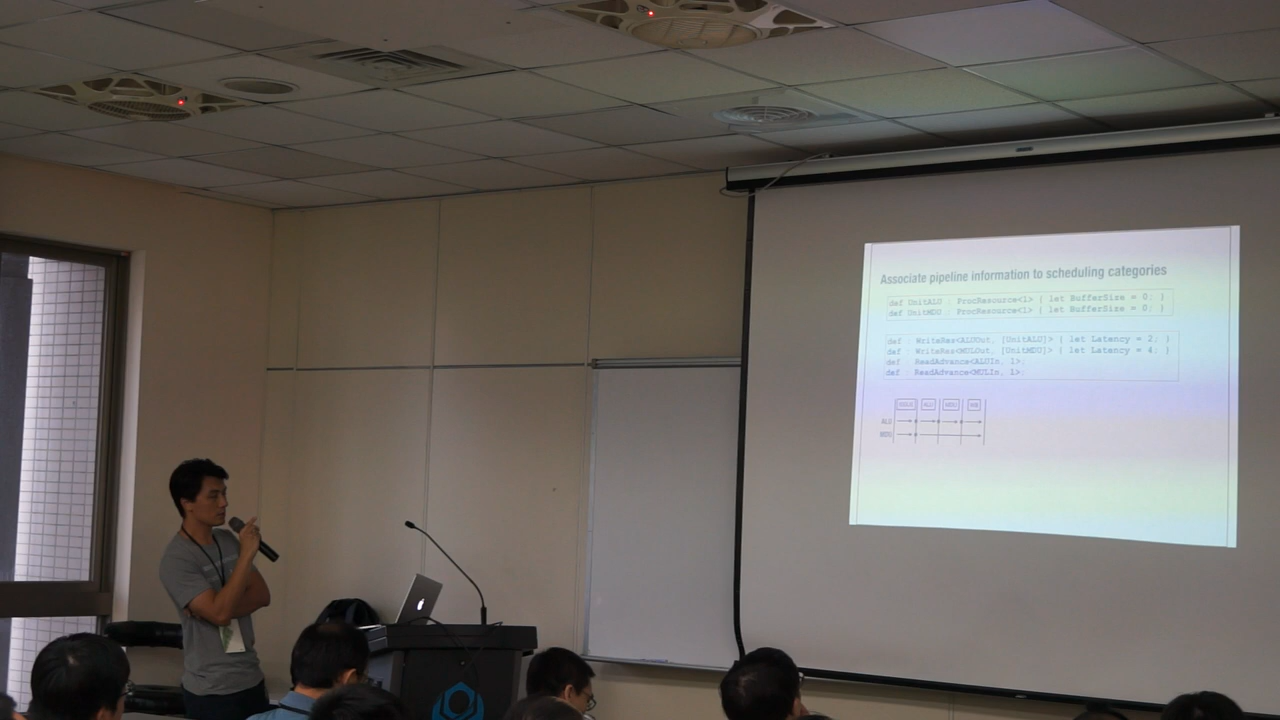 Associate pipeline information to scheduling categories
def UnitALU : ProcResource<1> { let BufferSize = 0; }
def UnitMDU : ProcResource<1> { let BufferSize = 0; }
def : WriteRes<ALUOut, [UnitALU]> { let Latency = 2; }
def : WriteRes<MULOut, [UnitMDU]> { let Latency = 4; }
def : ReadAdvance<ALUIn, 1>;
def : ReadAdvance<MULIn, 1>;
ALU MDU WB
ALU
MDU